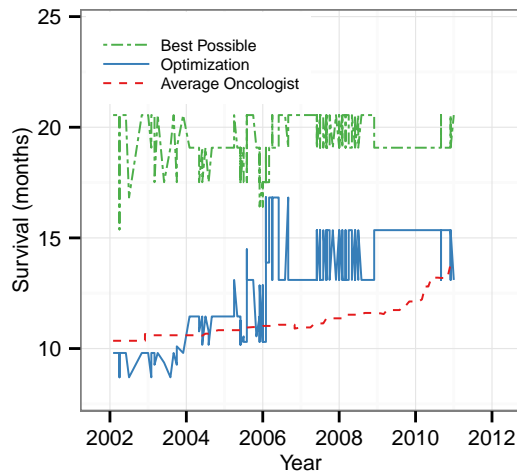 25
20
15
10
Survival (months)
Best Possible
Optimization
Average Oncologist
2002 2004 2006 2008 2010 2012
Year